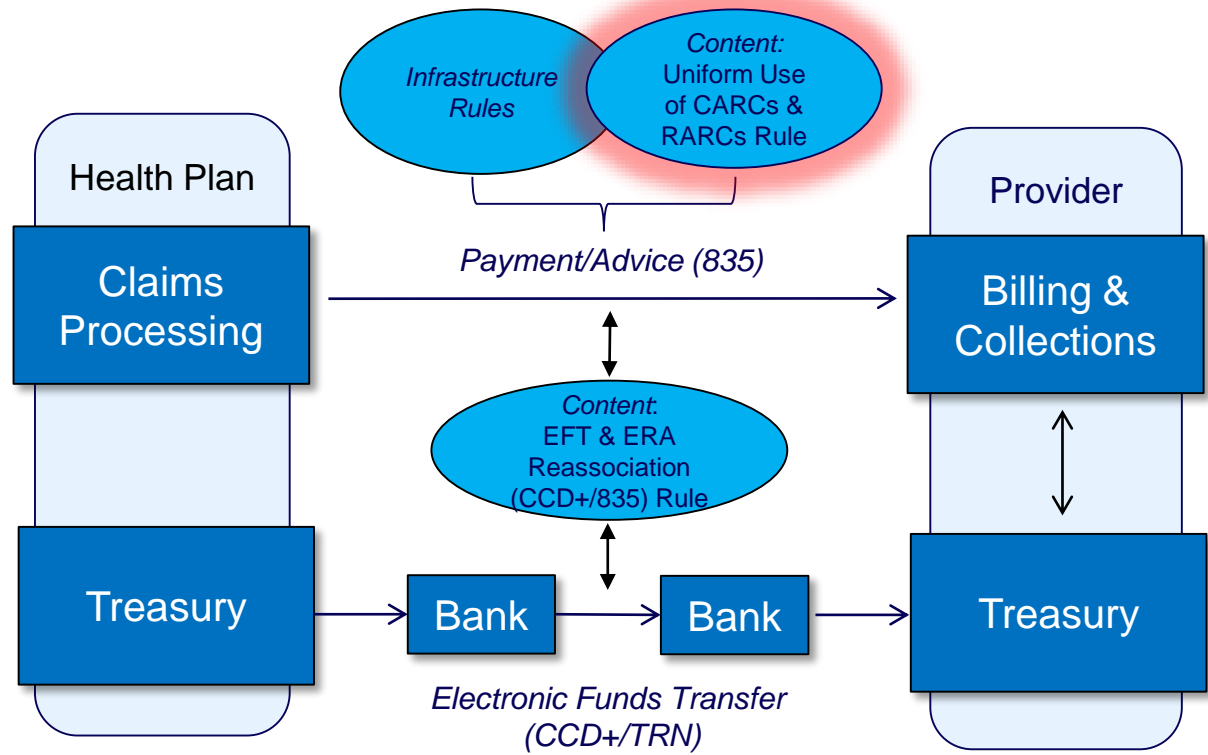 Infrastructure
Rules
Content:
Uniform Use
of CARCs &
RARCs Rule
Health Plan
Provider
Payment/Advice (835)
Claims
Processing
Billing &
Collections
Content:
EFT & ERA
Reassociation
(CCD+/835) Rule
Treasury
Bank
Bank
Treasury
Electronic Funds Transfer
(CCD+/TRN)